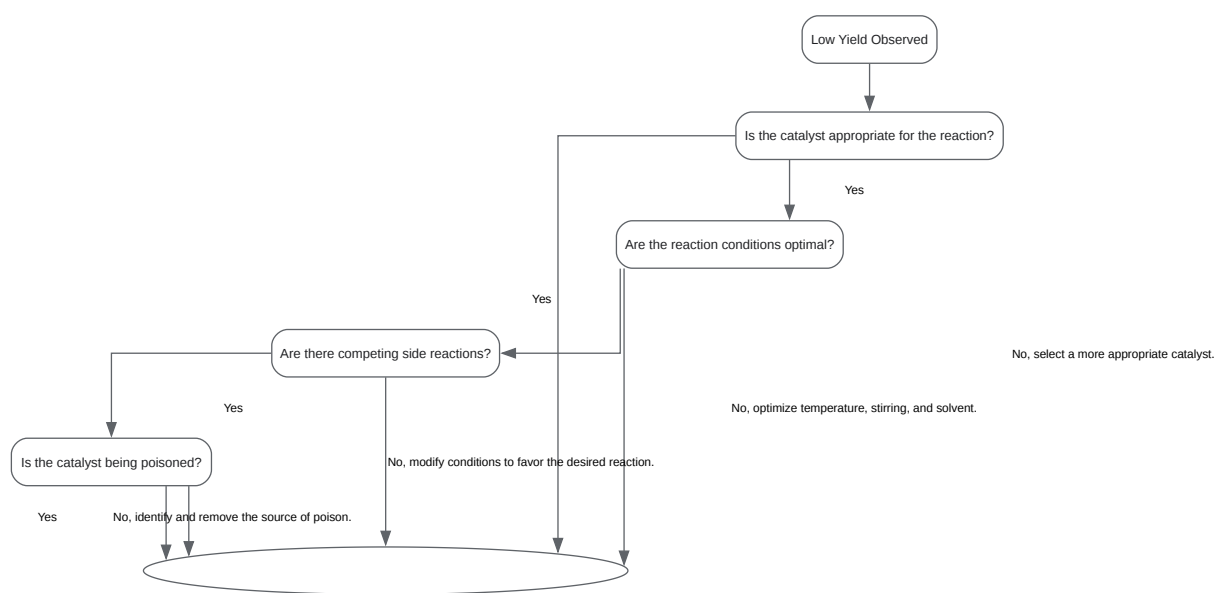 Low Yield Observed
Is the catalyst appropriate for the reaction?
Yes
Are the reaction conditions optimal?
Yes
Are there competing side reactions?
No, select a more appropriate catalyst.
Yes
No, optimize temperature, stirring, and solvent.
Is the catalyst being poisoned?
No, modify conditions to favor the desired reaction.
Yes
No, identify and remove the source of poison.